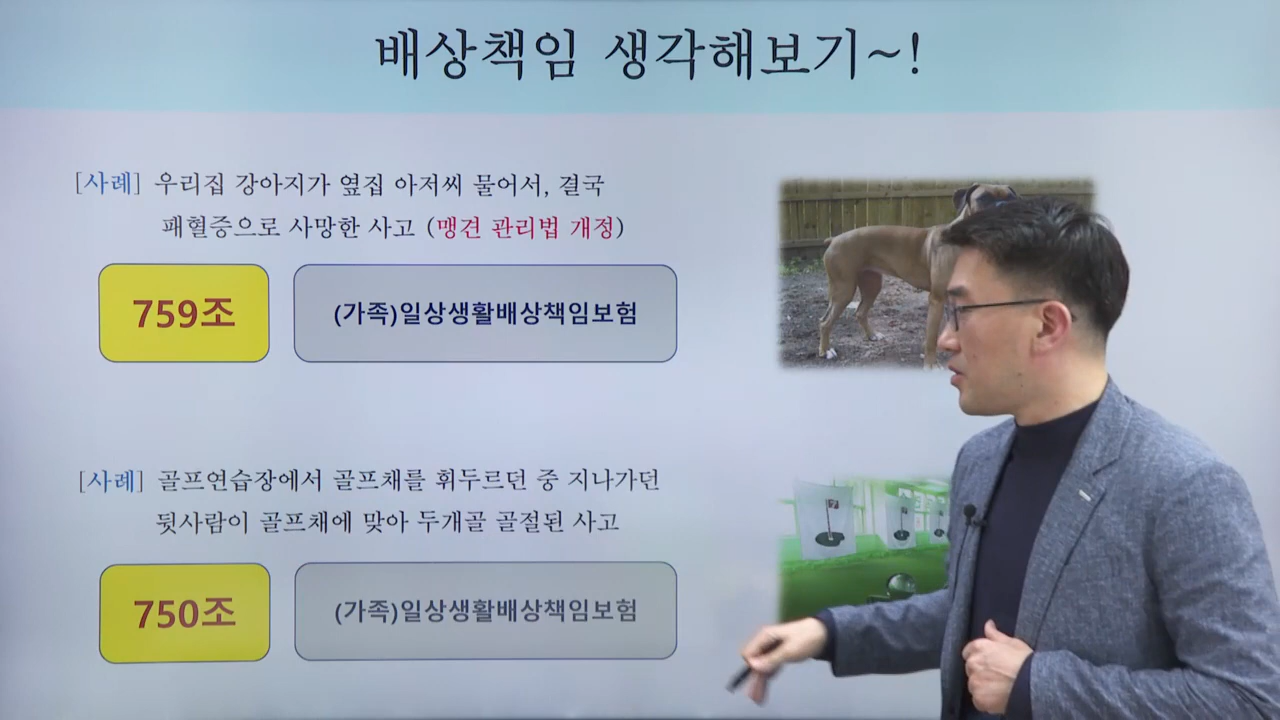 배상책임 생각해보기~!
[사례] 우리집 강아지가 옆집 아저씨 물어서, 결국
패혈증으로 사망한 사고 (맹견 관리법 개정)
759조
(가족)일상생활배상책임보험
[사례] 골프연습장에서 골프채를 휘두르던 중 지나가던
뒷사람이 골프채에 맞아 두개골 골절된 사고
750조
(가족)일상생활배상책임보험